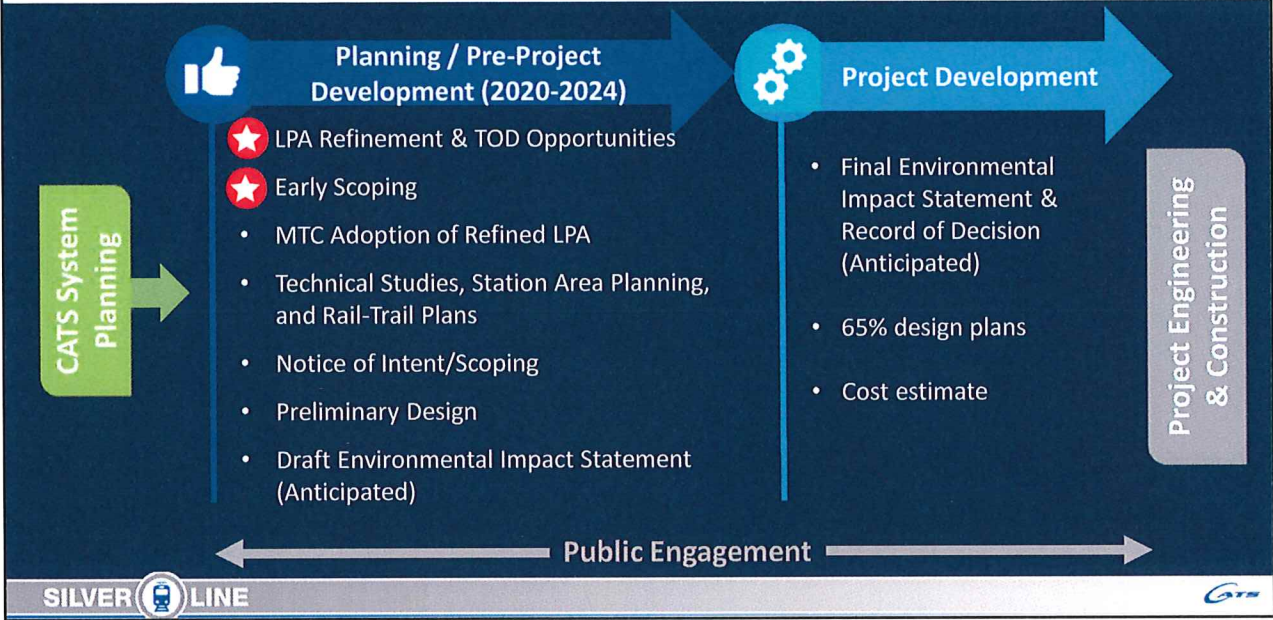 CATS System
Planning
Planning / Pre-Project
Development (2020-2024)
LPA Refinement & TOD Opportunities
Early Scoping
• MTC Adoption of Refined LPA
• Technical Studies, Station Area Planning,
and Rail-Trail Plans
• Notice of Intent/Scoping
• Preliminary Design
• Draft Environmental Impact Statement
(Anticipated)
Project Development
• Final Environmental
Impact Statement &
Record of Decision
(Anticipated)
• 65% design plans
• Cost estimate
Project Engineering
& Construction
Public Engagement
SILVER LINE
CATS